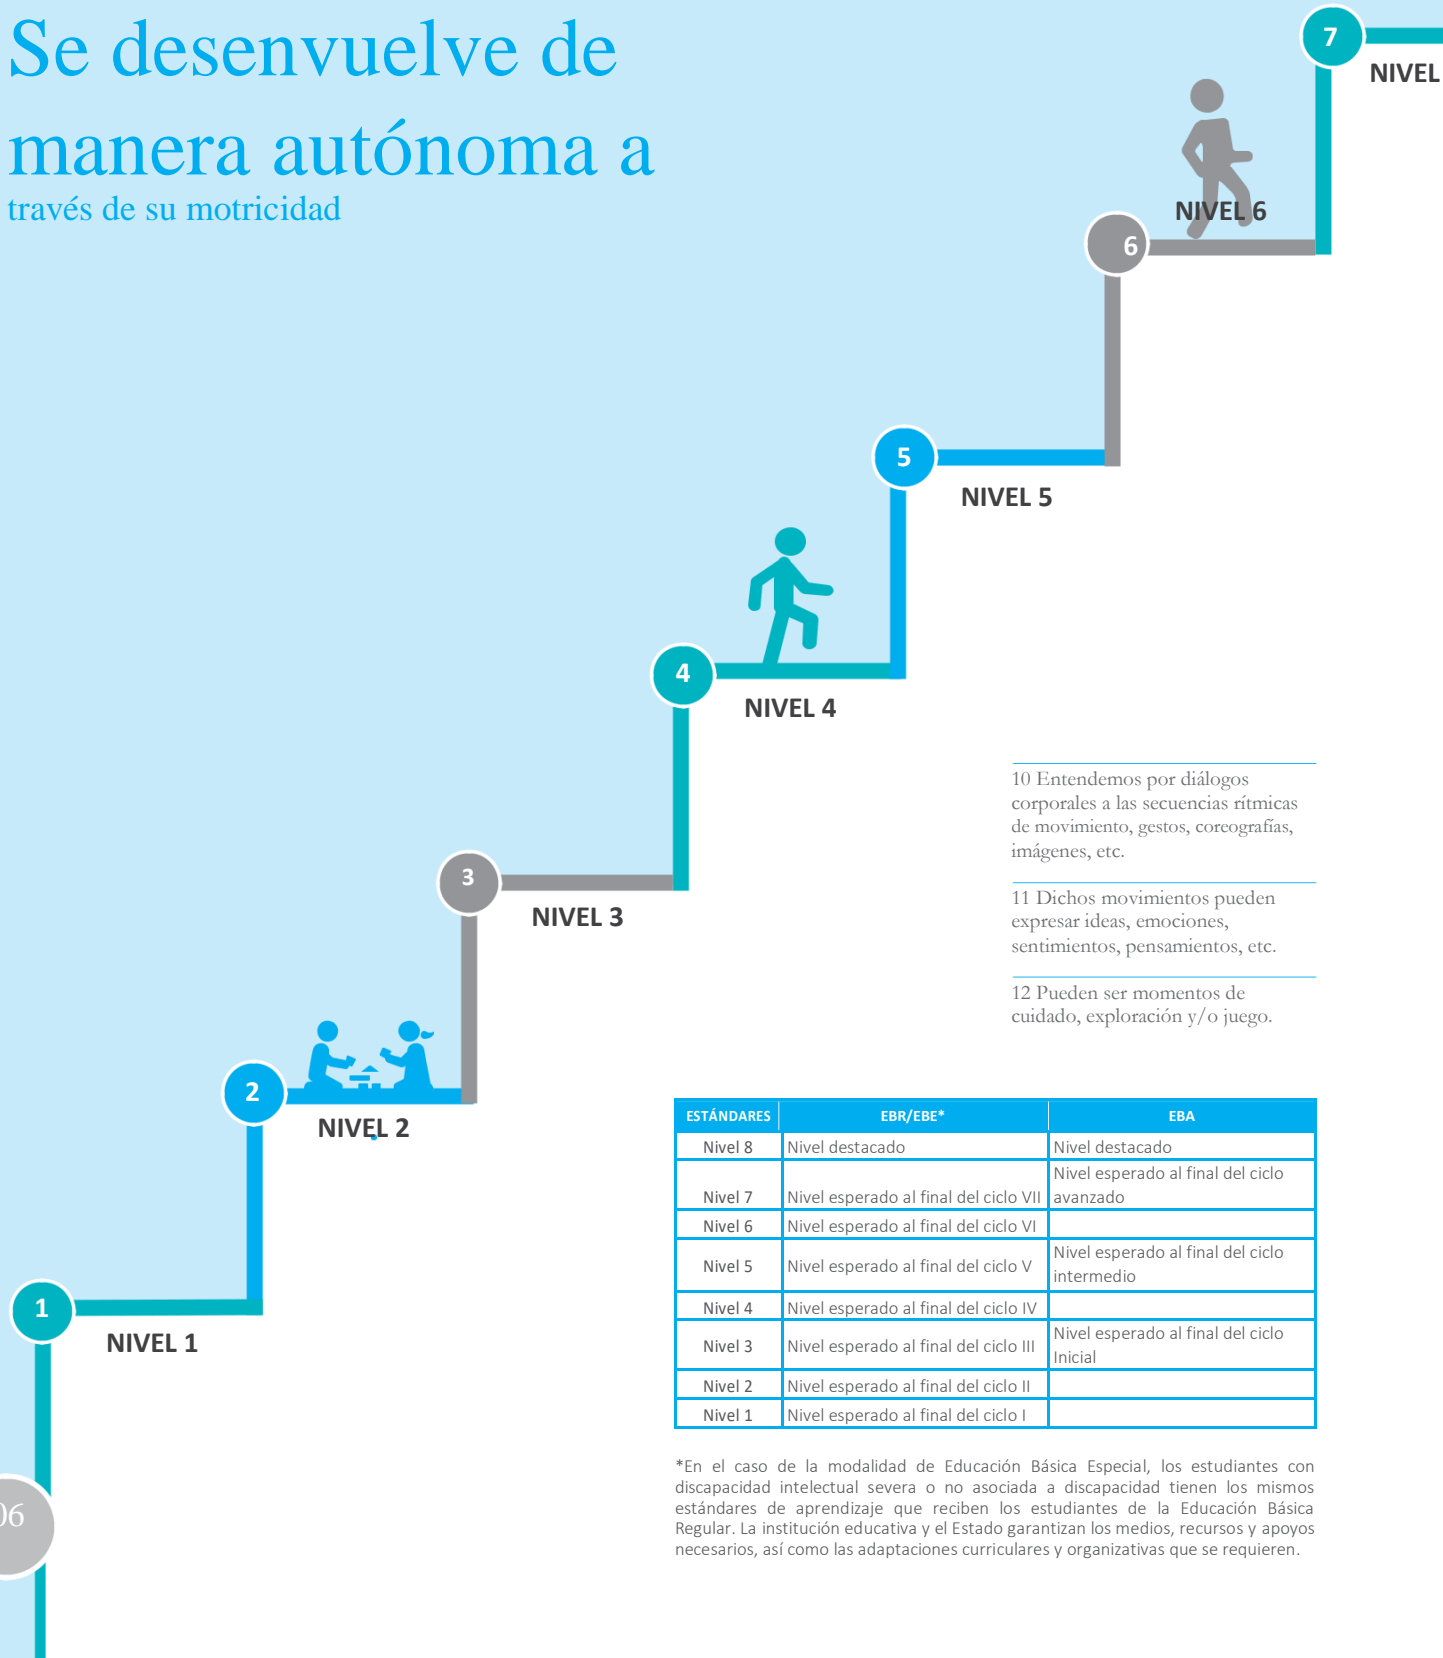 Se desenvuelve de
manera autónoma a
través de su motricidad
7
NIVEL
NIVEL 6
6
5
NIVEL 5
4
NIVEL 4
10 Entendemos por diálogos
corporales a las secuencias rítmicas
de movimiento, gestos, coreografías,
imágenes, etc.
3
NIVEL 3
11 Dichos movimientos pueden
expresar ideas, emociones,
sentimientos, pensamientos, etc.
12 Pueden ser momentos de
cuidado, exploración y/o juego.
2
NIVEL 2
1
NIVEL 1
ESTÁNDARES EBR/EBE* EBA
Nivel 8 Nivel destacado Nivel destacado
Nivel 7 Nivel esperado al final del ciclo VII Nivel esperado al final del ciclo
avanzado
Nivel 6 Nivel esperado al final del ciclo VI
Nivel 5 Nivel esperado al final del ciclo V Nivel esperado al final del ciclo
intermedio
Nivel 4 Nivel esperado al final del ciclo IV
Nivel 3 Nivel esperado al final del ciclo III Nivel esperado al final del ciclo
Inicial
Nivel 2 Nivel esperado al final del ciclo II
Nivel 1 Nivel esperado al final del ciclo I
*En el caso de la modalidad de Educación Básica Especial, los estudiantes con
discapacidad intelectual severa o no asociada a discapacidad tienen los mismos
estándares de aprendizaje que reciben los estudiantes de la Educación Básica
Regular. La institución educativa y el Estado garantizan los medios, recursos y apoyos
necesarios, así como las adaptaciones curriculares y organizativas que se requieren.